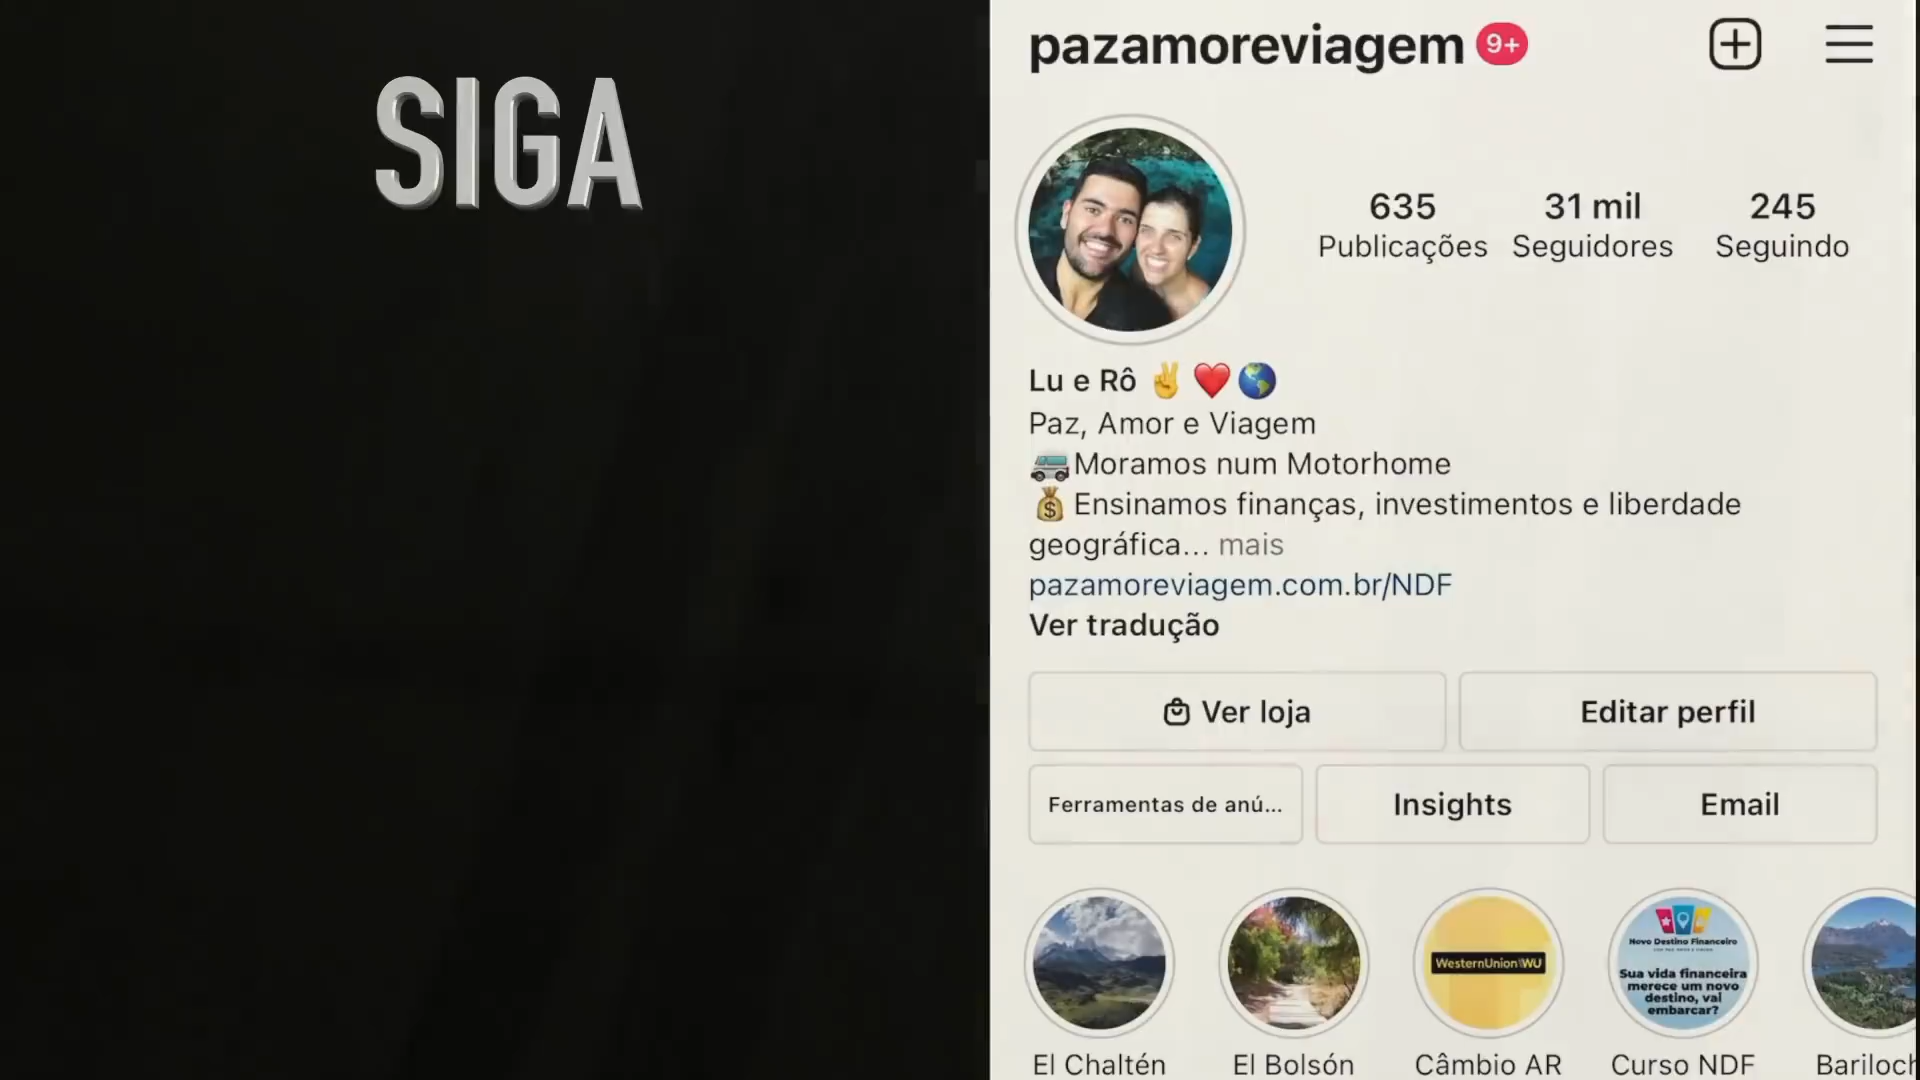 SIGA
pazamoreviagem 9+
635 31 mil 245
Publicações Seguidores Seguindo
Lu e Rô ✌️❤️🌎
Paz, Amor e Viagem
🚐Moramos num Motorhome
💰Ensinamos finanças, investimentos e liberdade
geográfica... mais
pazamoreviagem.com.br/NDF
Ver tradução
Ver loja Editar perfil
Ferramentas de anú... Insights Email
WesternUnion WU
Novo Destino Financeiro
Sua vida financeira
merece um novo
destino, vai
embarcar?
El Chaltén El Bolsón Câmbio AR Curso NDF Bariloch